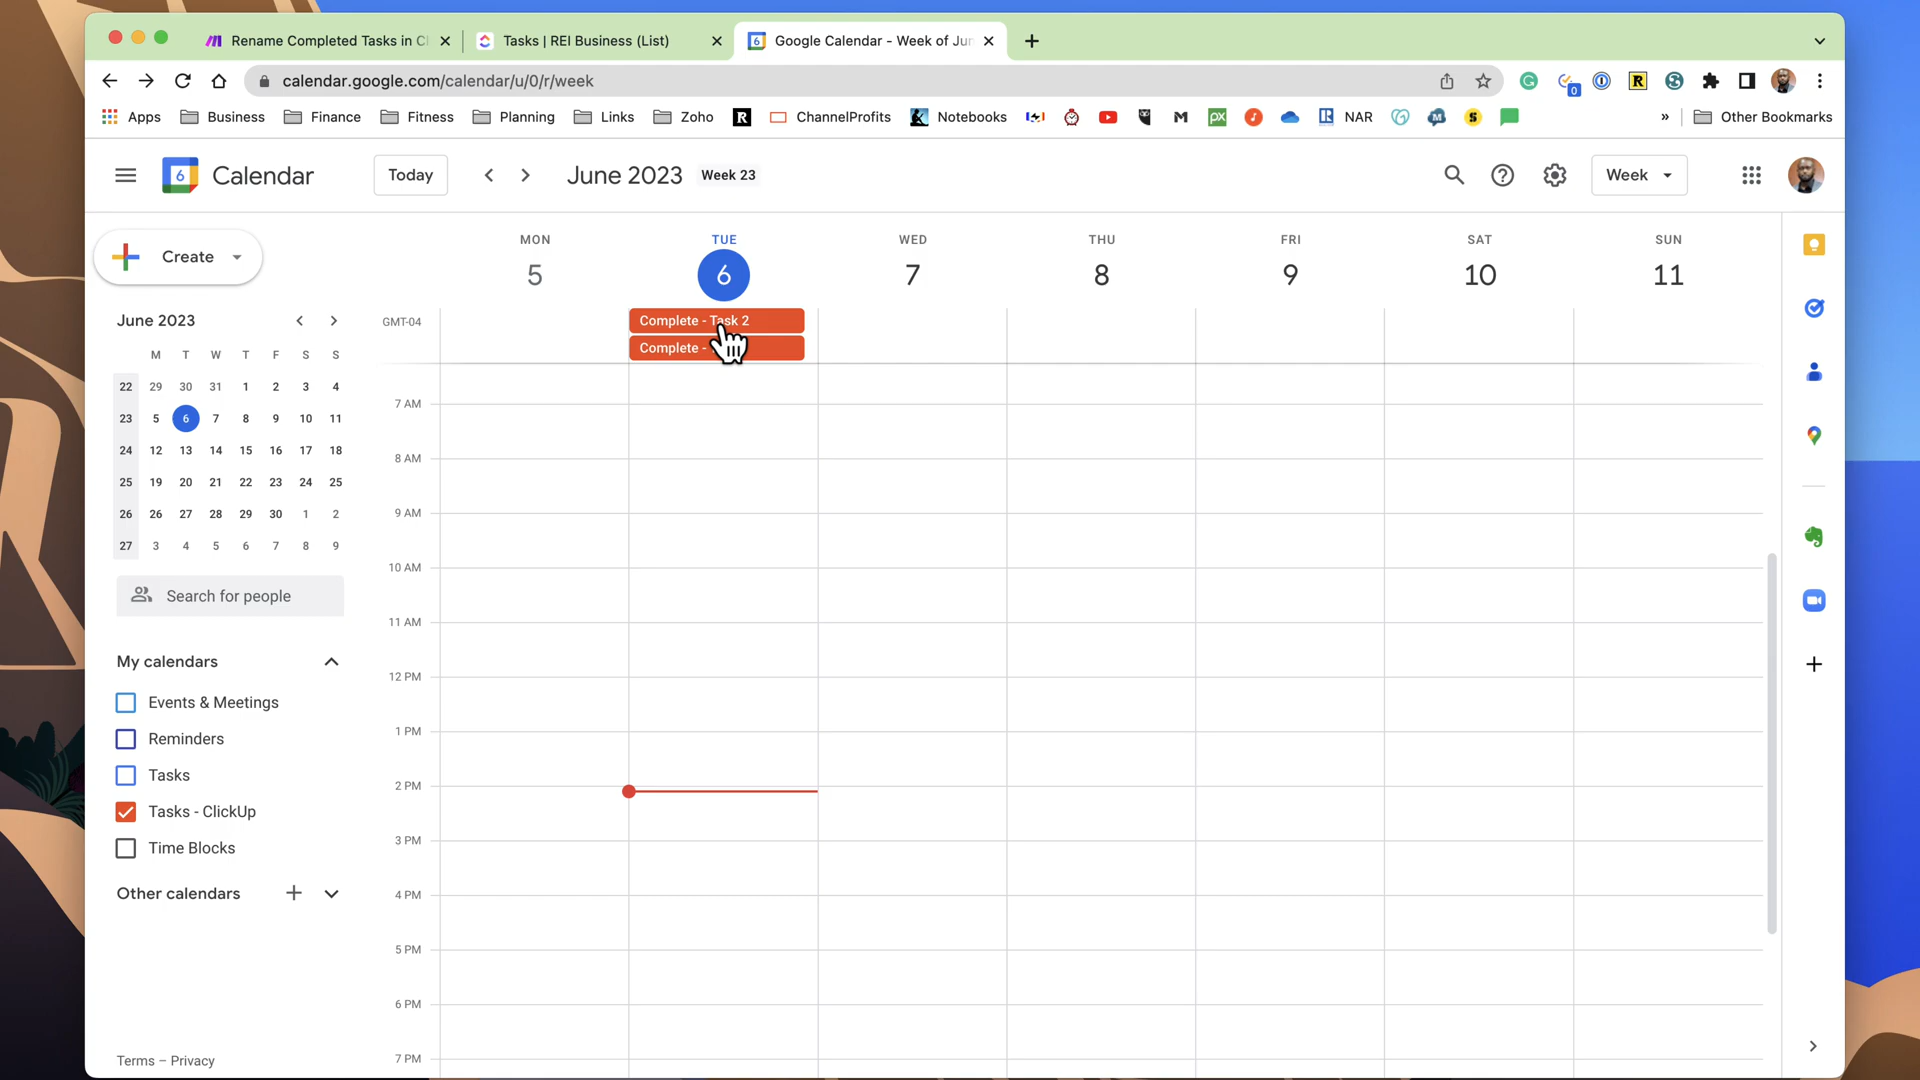 Rename Completed Tasks in Cl
Tasks | REI Business (List)
Google Calendar - Week of Jun
calendar.google.com/calendar/u/0/r/week
0
R
Apps
Business
Finance
Fitness
Planning
Links
Zoho
R
ChannelProfits
Notebooks
M
PX
NAR
S
»
Other Bookmarks
6
Calendar
Today
June 2023
Week 23
Week
Create
MON
5
TUE
6
WED
7
THU
8
FRI
9
SAT
10
SUN
11
GMT-04
Complete - Task 2
Complete -
June 2023
M T W T F S S
22 29 30 31 1 2 3 4
23 5 6 7 8 9 10 11
24 12 13 14 15 16 17 18
25 19 20 21 22 23 24 25
26 26 27 28 29 30 1 2
27 3 4 5 6 7 8 9
Search for people
My calendars
Events & Meetings
Reminders
Tasks
Tasks - ClickUp
Time Blocks
Other calendars
Terms – Privacy
7 AM
8 AM
9 AM
10 AM
11 AM
12 PM
1 PM
2 PM
3 PM
4 PM
5 PM
6 PM
7 PM